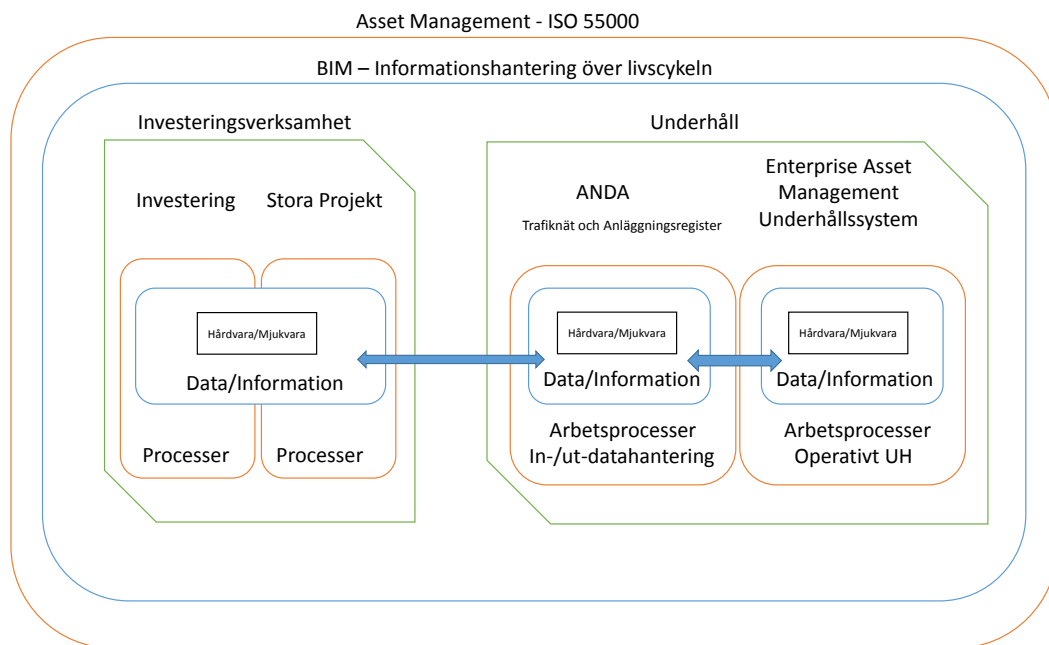 Asset Management - ISO 55000
BIM – Informationshantering över livscykeln
Investeringsverksamhet
Investering
Stora Projekt
Hårdvara/Mjukvara
Data/Information
Processer
Processer
Underhåll
ANDA
Trafiknät och Anläggningsregister
Hårdvara/Mjukvara
Data/Information
Arbetsprocesser
In-/ut-datahantering
Enterprise Asset
Management
Underhållssystem
Hårdvara/Mjukvara
Data/Information
Arbetsprocesser
Operativt UH